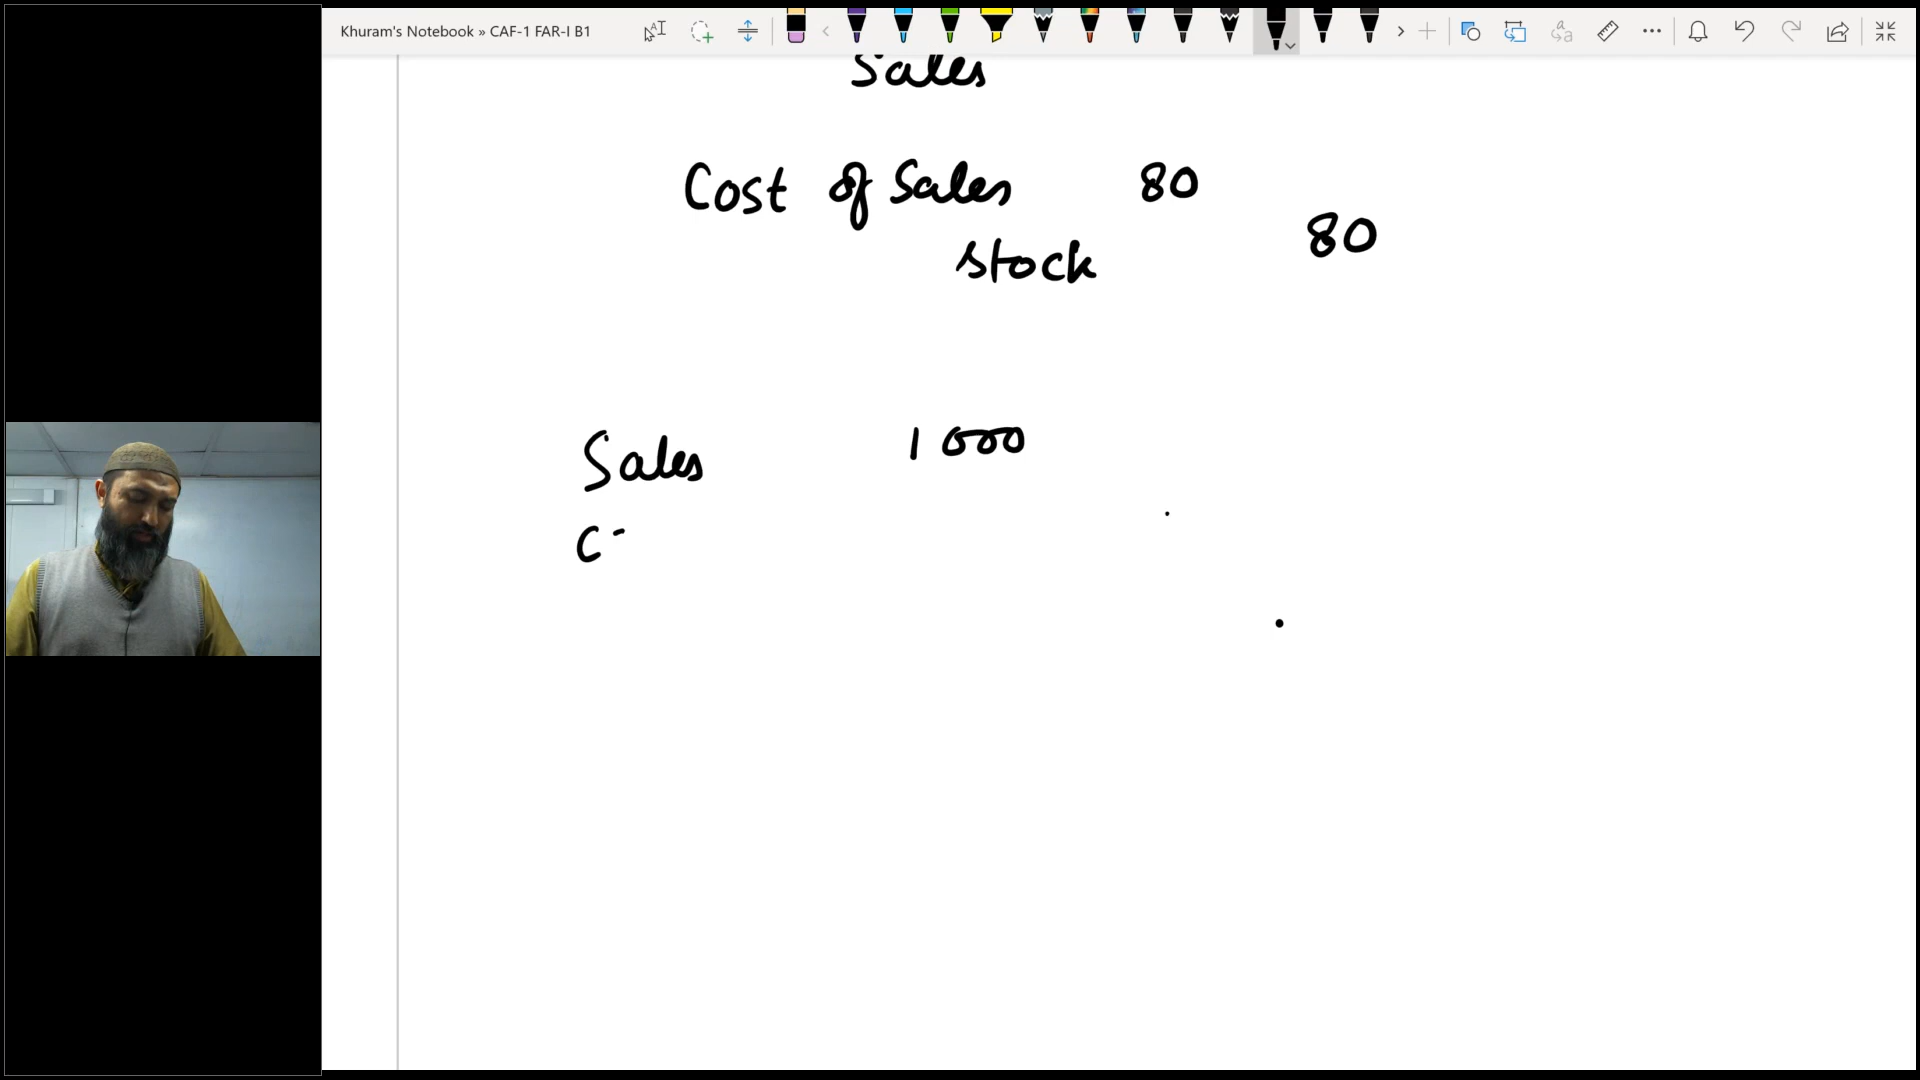 Khuram's Notebook » CAF-1 FAR-I B1
Sales
Cost of Sales 80
stock 80
Sales 1000
C